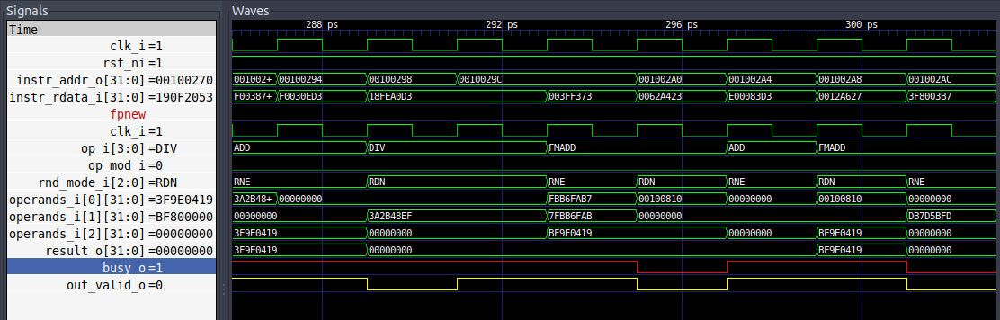 Signals
Waves
Time
288 ps
292 ps
296 ps
300 ps
clk_i=1
rst_ni=1
instr_addr_o[31:0]=00100270
001002+ 00100294 00100298 0010029C 001002A0 001002A4 001002A8 001002AC
instr_rdata_i[31:0]=190F2053
F00387+ F0030ED3 18FEA0D3 003FF373 0062A423 E00083D3 0012A627 3F8003B7
fpnew
clk_i=1
op_i[3:0]=DIV
ADD DIV FMADD ADD FMADD
op_mod_i=0
rnd_mode_i[2:0]=RDN
RNE RDN RNE RDN RNE RDN RNE
operands_i[0][31:0]=3F9E0419
3A2B48+ 00000000 FBB6FAB7 00100810 00000000 00100810 00000000
operands_i[1][31:0]=BF800000
00000000 3A2B48EF 7FBB6FAB 00000000 DB7D5BFD
operands_i[2][31:0]=00000000
3F9E0419 00000000 BF9E0419 00000000 BF9E0419 00000000
result_o[31:0]=00000000
3F9E0419 00000000 BF9E0419 00000000
busy_o=1
out_valid_o=0